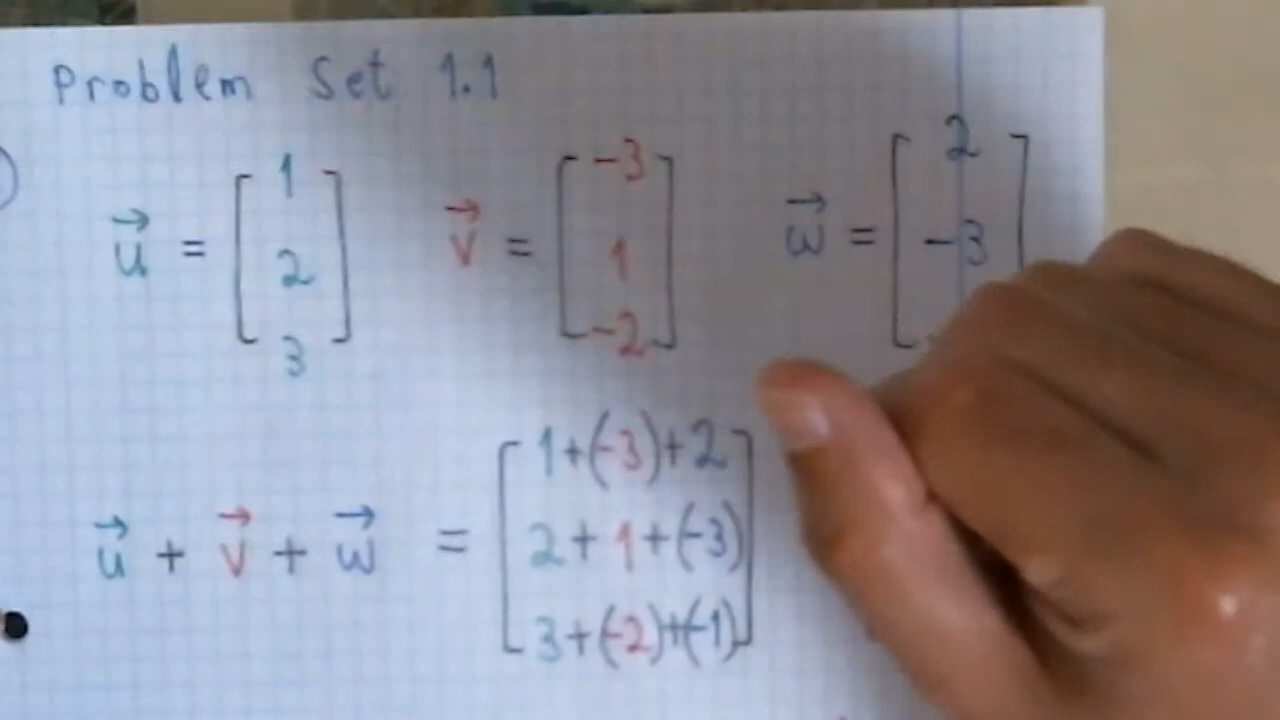 Problem Set 1.1
u⃗ = [1 2 3] v⃗ = [-3 1 -2] w⃗ = [2 -3
u⃗ + v⃗ + w⃗ = [1+(-3)+2
2+1+(-3)
3+(-2)+(-1)]